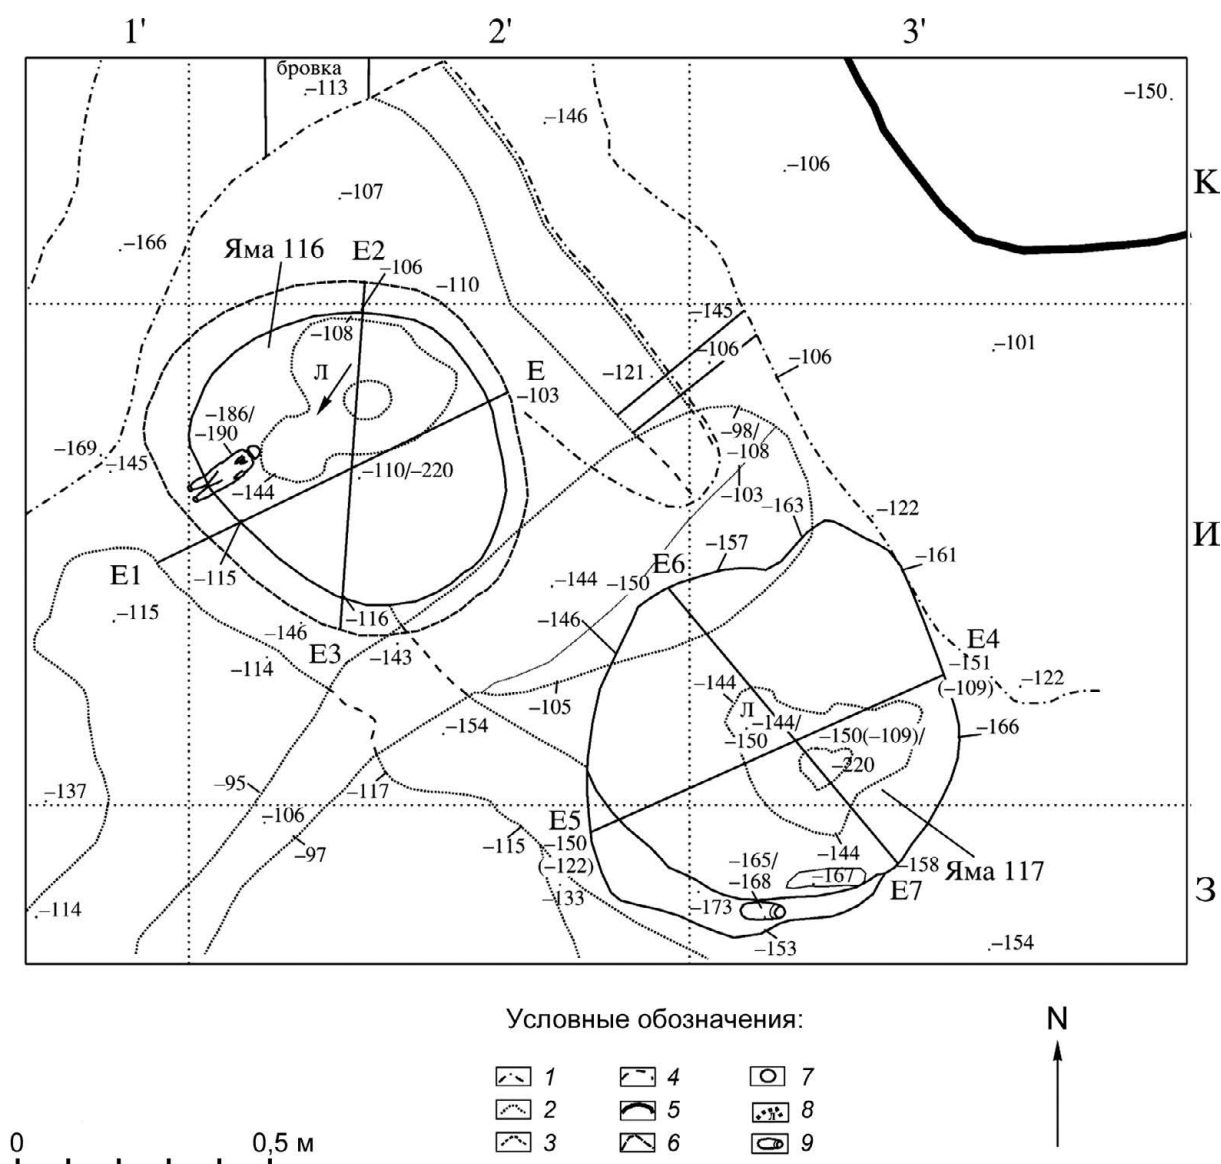 1' 2' 3'
бровка
–113
–146
–150
–106
К
–107
–166
Яма 116
Е2
–106
–110
–108
–145
–106
–101
–106
Л
Е
–103
–121
–186/
–190
–98/
–108
–169
–145
–110/–220
–144
–103
–163
–122
И
–157
–161
Е1
–115
–144
–150
Е6
–115
–116
–146
–146
Е3
–143
Е4
–114
–151
(–109)
–122
–144
–105
Л
–144/
–150
–150(–109)/
–220
–166
–154
–95
–137
–117
–106
Е5
–97
–115
–150
(–122)
–144
–158
Яма 117
–165/
–168
–167
Е7
З
–133
–173
–114
–153
–154
Условные обозначения:
N
1 4 7
2 5 8
3 6 9
0 0,5 м